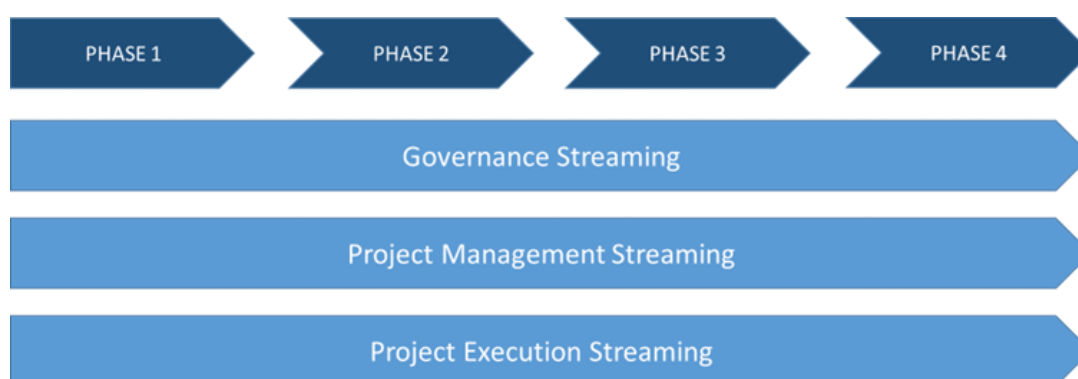 PHASE 1
PHASE 2
PHASE 3
PHASE 4
Governance Streaming
Project Management Streaming
Project Execution Streaming